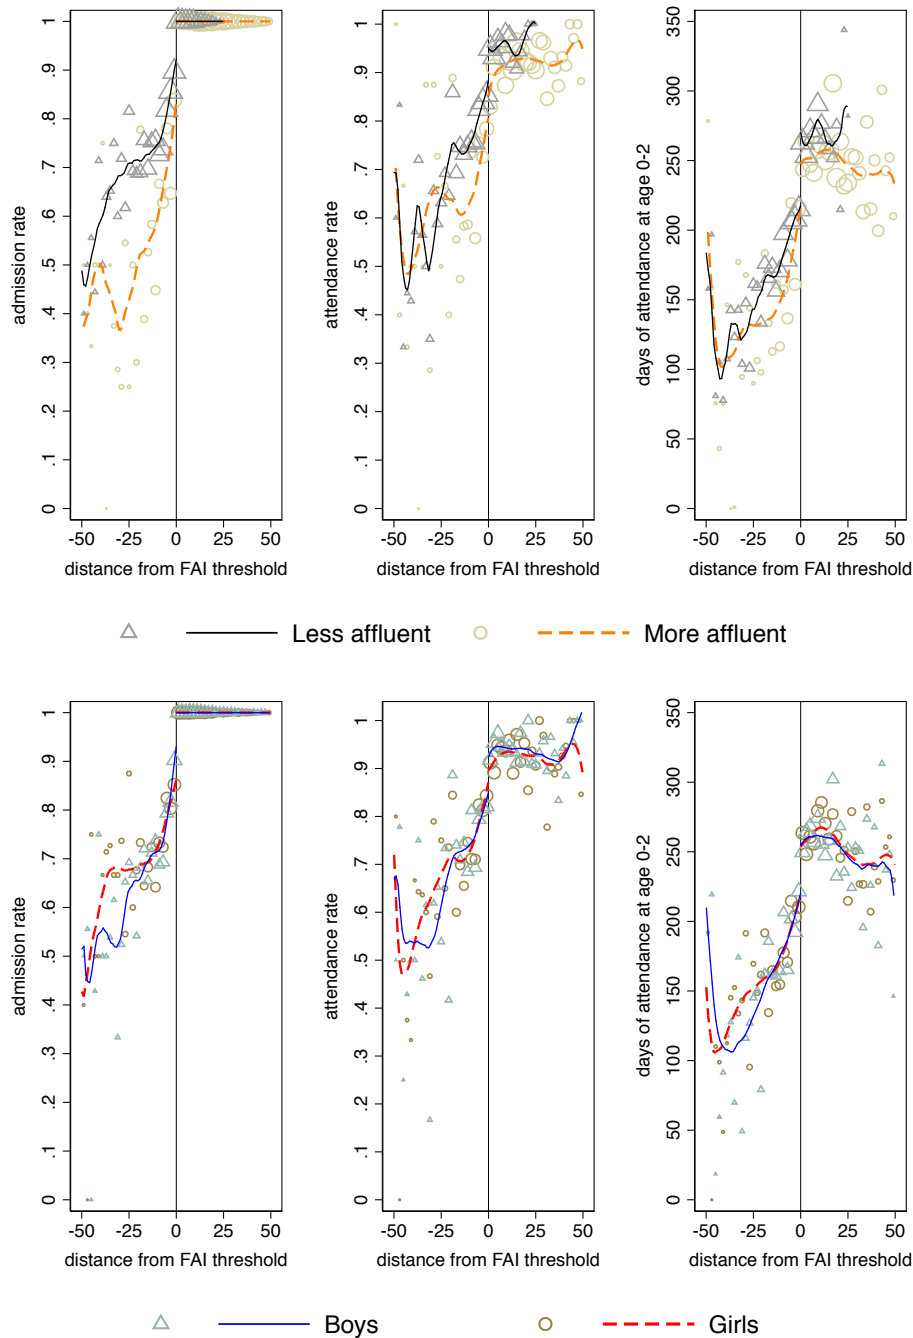 admission rate
0 .1 .2 .3 .4 .5 .6 .7 .8 .9 1
-50 -25 0 25 50
distance from FAI threshold
attendance rate
0 .1 .2 .3 .4 .5 .6 .7 .8 .9 1
-50 -25 0 25 50
distance from FAI threshold
days of attendance at age 0-2
0 50 100 150 200 250 300 350
-50 -25 0 25 50
distance from FAI threshold
Less affluent More affluent
admission rate
0 .1 .2 .3 .4 .5 .6 .7 .8 .9 1
-50 -25 0 25 50
distance from FAI threshold
attendance rate
0 .1 .2 .3 .4 .5 .6 .7 .8 .9 1
-50 -25 0 25 50
distance from FAI threshold
days of attendance at age 0-2
0 50 100 150 200 250 300 350
-50 -25 0 25 50
distance from FAI threshold
Boys Girls